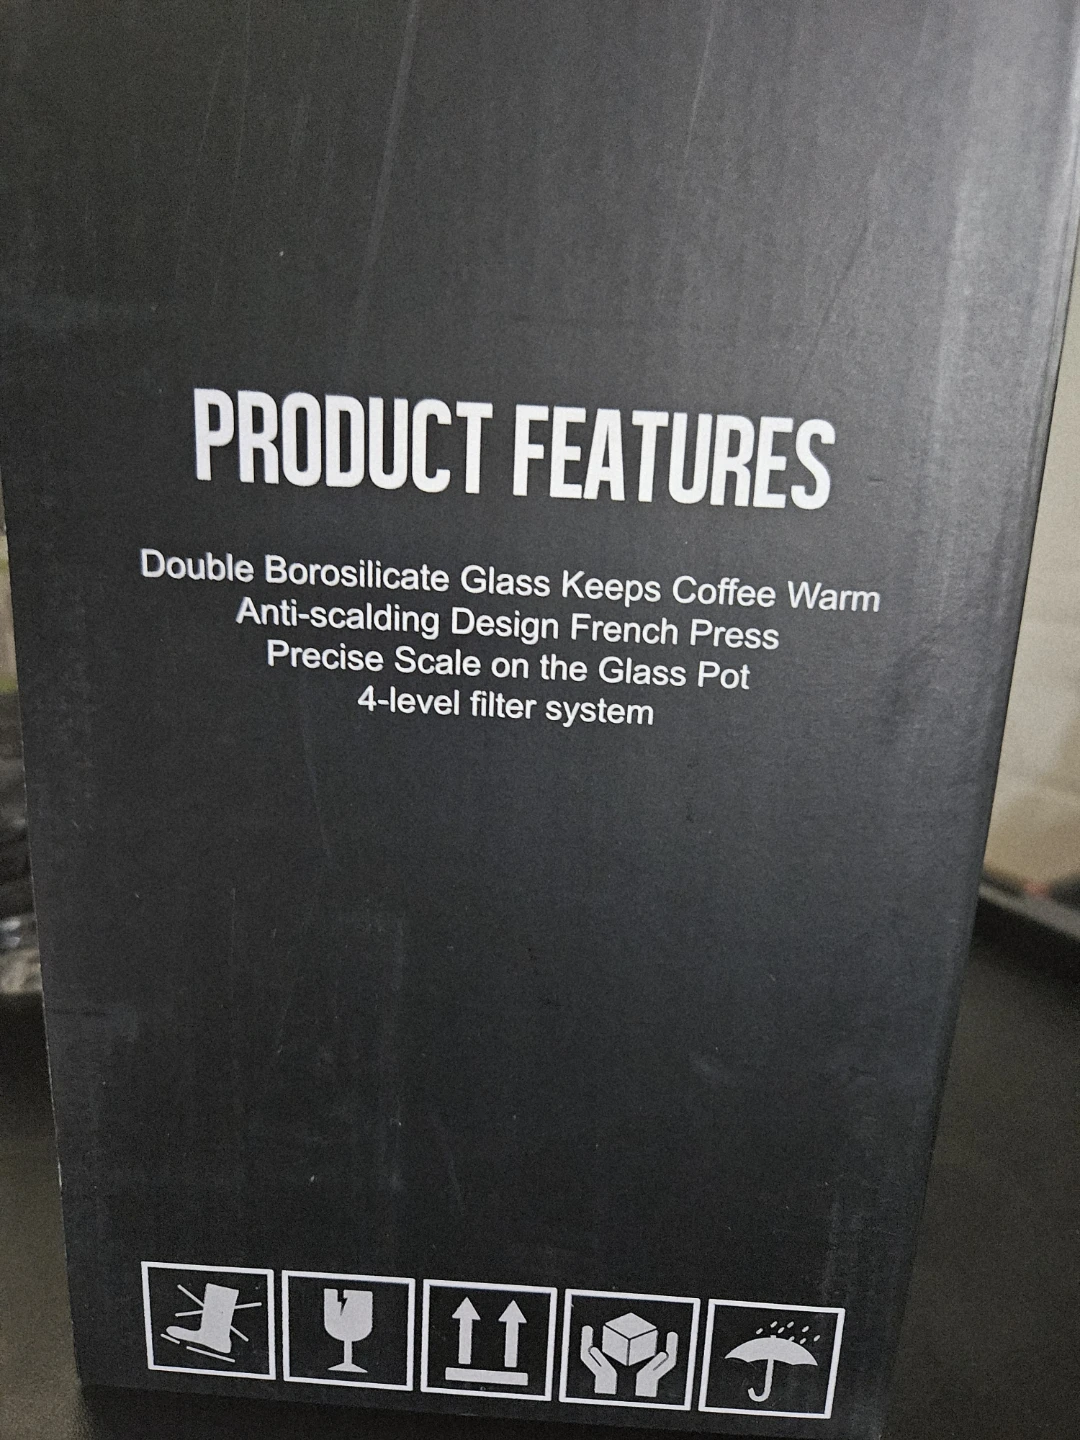 PRODUCT FEATURES
Double Borosilicate Glass Keeps Coffee Warm
Anti-scalding Design French Press
Precise Scale on the Glass Pot
4-level filter system